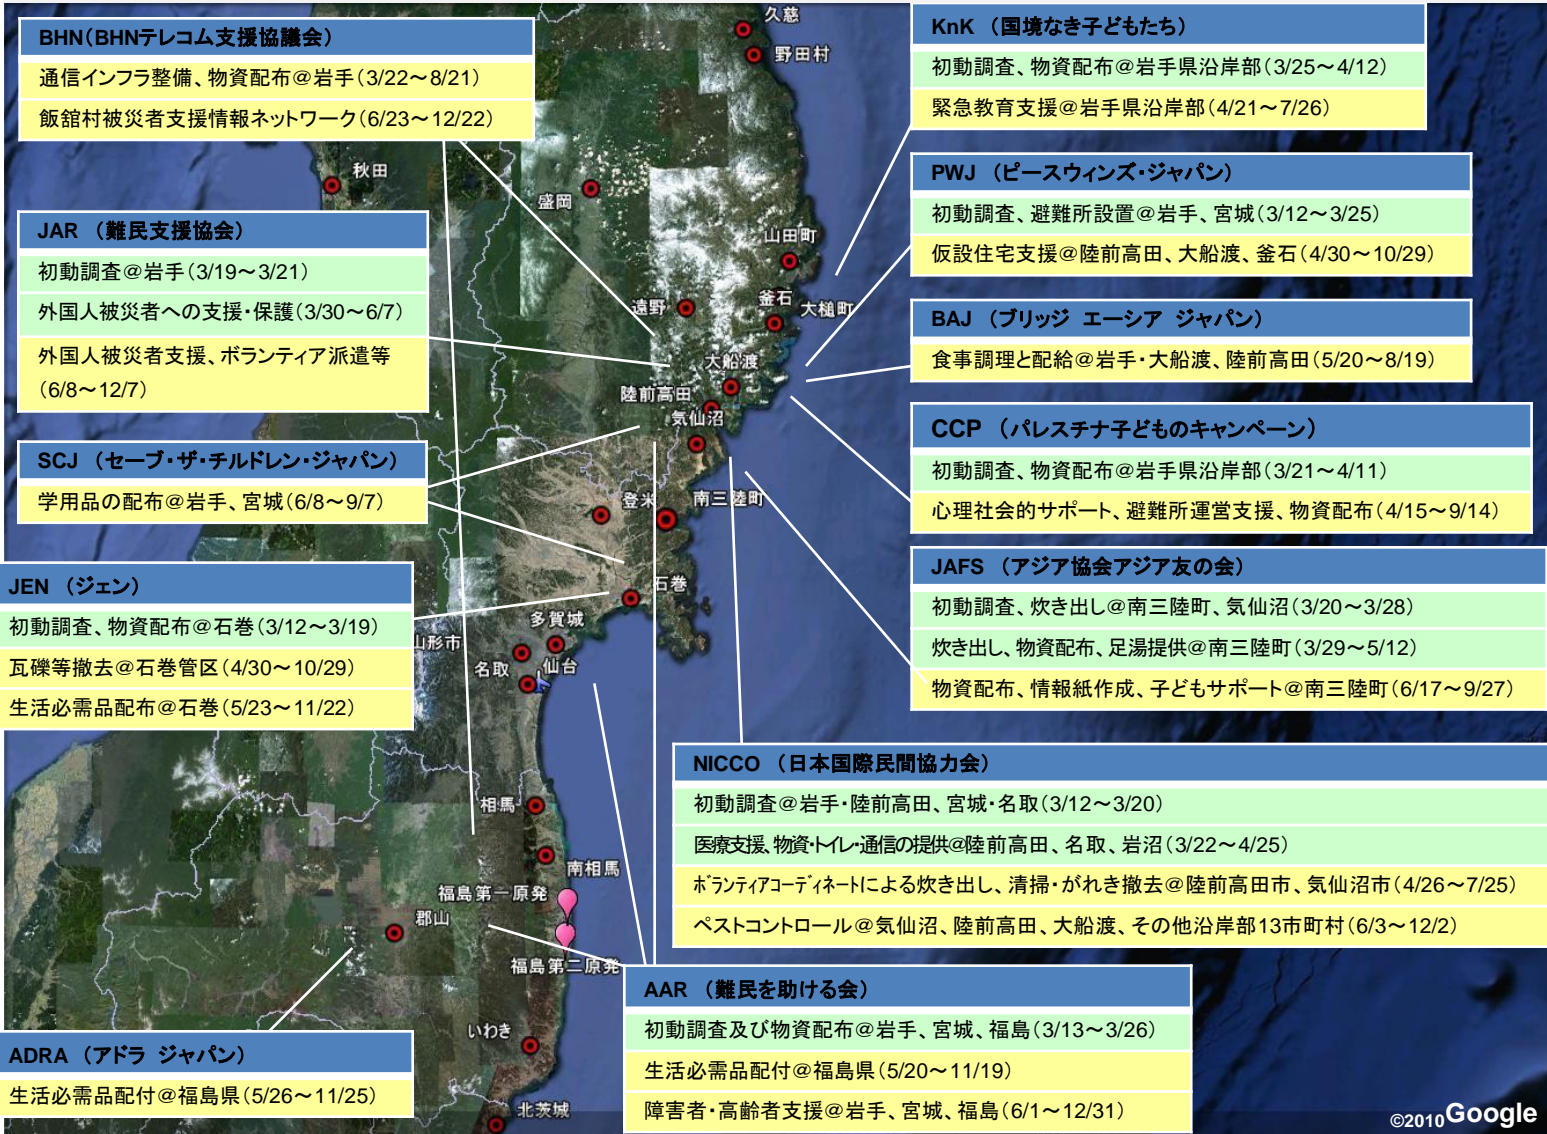 BHN(BHNテレコム支援協議会)
通信インフラ整備、物資配布@岩手(3/22～8/21)
飯舘村被災者支援情報ネットワーク(6/23～12/22)
JAR （難民支援協会）
初動調査@岩手(3/19～3/21)
外国人被災者への支援・保護(3/30～6/7)
外国人被災者支援、ボランティア派遣等
(6/8～12/7)
SCJ （セーブ・ザ・チルドレン・ジャパン）
学用品の配布@岩手、宮城(6/8～9/7)
JEN （ジェン）
初動調査、物資配布@石巻(3/12～3/19)
瓦礫等撤去@石巻管区(4/30～10/29)
生活必需品配布@石巻(5/23～11/22)
ADRA （アドラ ジャパン）
生活必需品配付@福島県(5/26～11/25)
久慈
野田村
秋田
盛岡
山田町
遠野
釜石
大槌町
大船渡
陸前高田
気仙沼
登米
南三陸町
石巻
多賀城
山形市
名取
仙台
相馬
南相馬
福島第一原発
郡山
福島第二原発
いわき
北茨城
KnK （国境なき子どもたち）
初動調査、物資配布@岩手県沿岸部(3/25～4/12)
緊急教育支援@岩手県沿岸部(4/21～7/26)
PWJ （ピースウィンズ・ジャパン）
初動調査、避難所設置@岩手、宮城(3/12～3/25)
仮設住宅支援@陸前高田、大船渡、釜石(4/30～10/29)
BAJ （ブリッジ エーシア ジャパン）
食事調理と配給@岩手・大船渡、陸前高田(5/20～8/19)
CCP （パレスチナ子どものキャンペーン）
初動調査、物資配布@岩手県沿岸部(3/21～4/11)
心理社会的サポート、避難所運営支援、物資配布(4/15～9/14)
JAFS （アジア協会アジア友の会）
初動調査、炊き出し@南三陸町、気仙沼(3/20～3/28)
炊き出し、物資配布、足湯提供@南三陸町(3/29～5/12)
物資配布、情報紙作成、子どもサポート@南三陸町(6/17～9/27)
NICCO （日本国際民間協力会）
初動調査@岩手・陸前高田、宮城・名取(3/12～3/20)
医療支援、物資・トイレ・通信の提供@陸前高田、名取、岩沼(3/22～4/25)
ボランティアコーディネートによる炊き出し、清掃・がれき撤去@陸前高田市、気仙沼市(4/26～7/25)
ペストコントロール@気仙沼、陸前高田、大船渡、その他沿岸部13市町村(6/3～12/2)
AAR （難民を助ける会）
初動調査及び物資配布@岩手、宮城、福島(3/13～3/26)
生活必需品配付@福島県(5/20～11/19)
障害者・高齢者支援@岩手、宮城、福島(6/1～12/31)
©2010Google